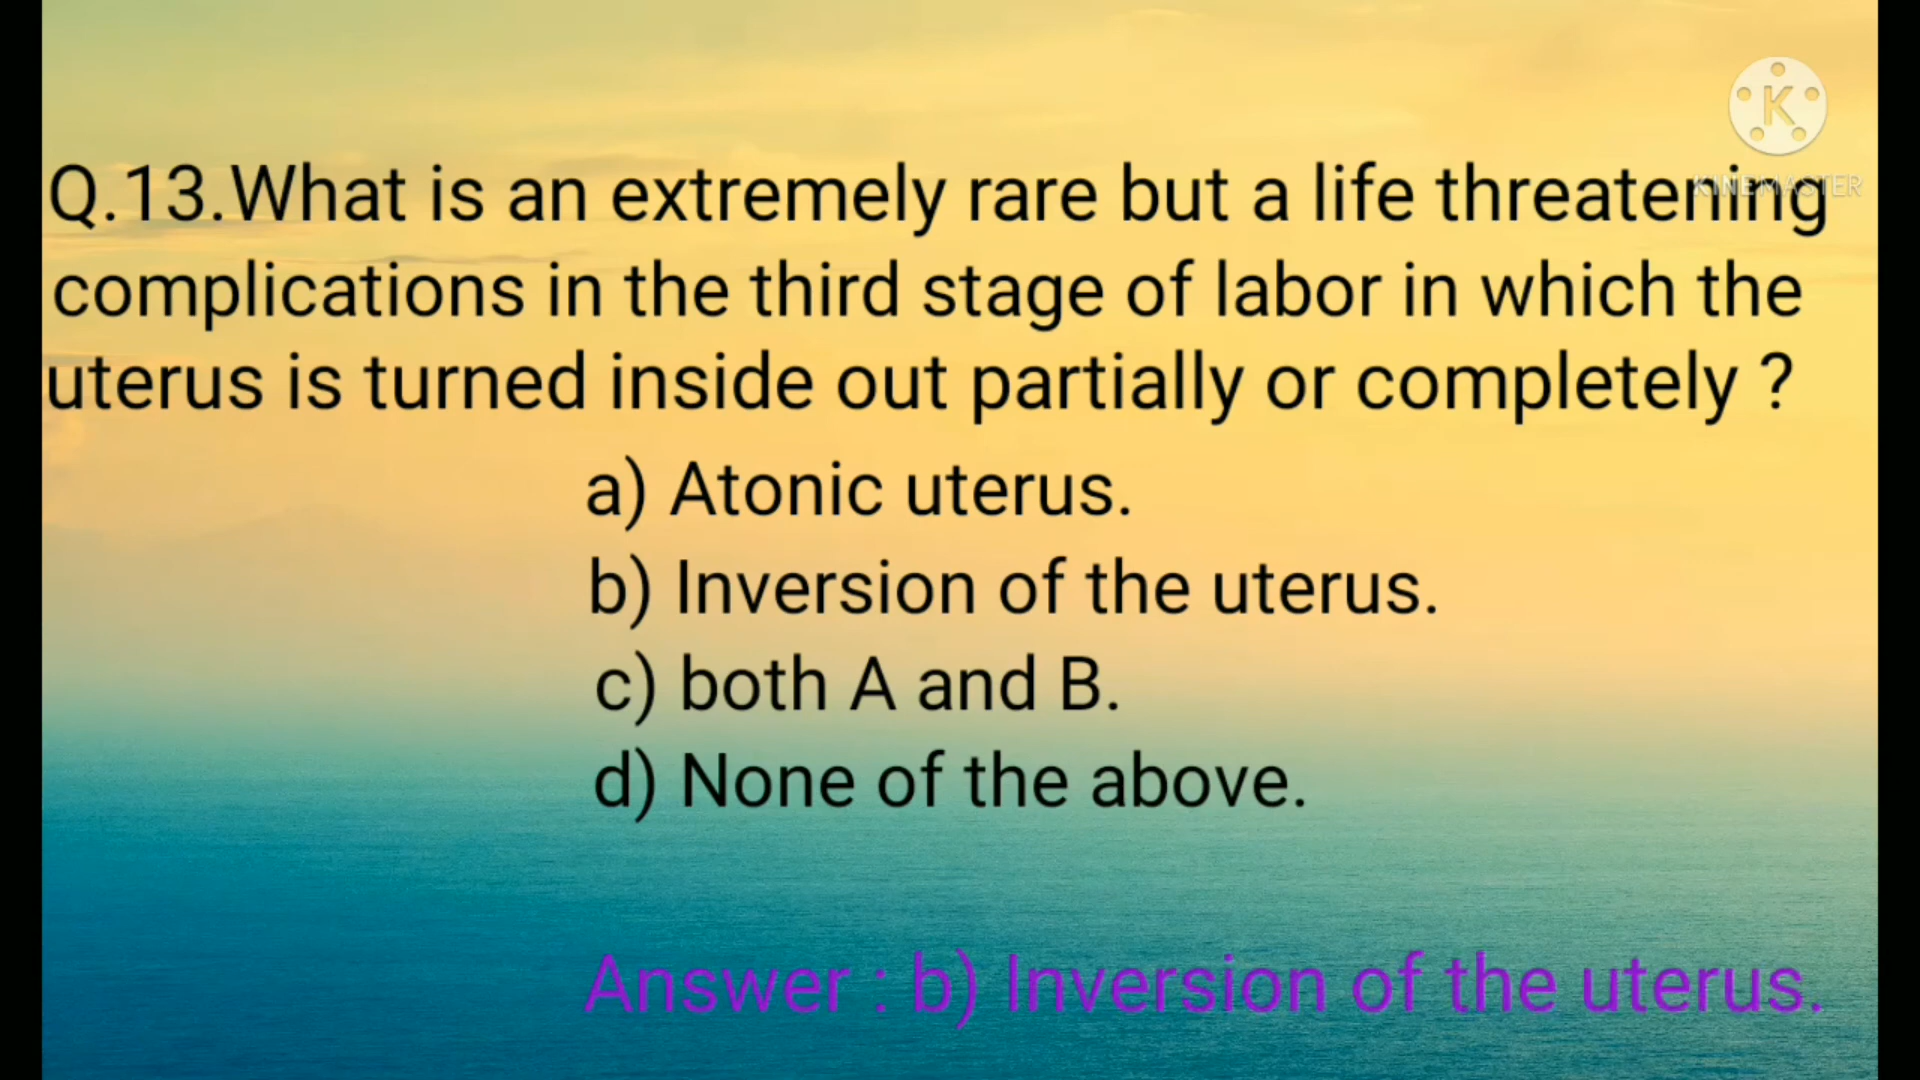 K
KINEMASTER
Q.13.What is an extremely rare but a life threatening
complications in the third stage of labor in which the
uterus is turned inside out partially or completely ?
a) Atonic uterus.
b) Inversion of the uterus.
c) both A and B.
d) None of the above.
Answer : b) Inversion of the uterus.